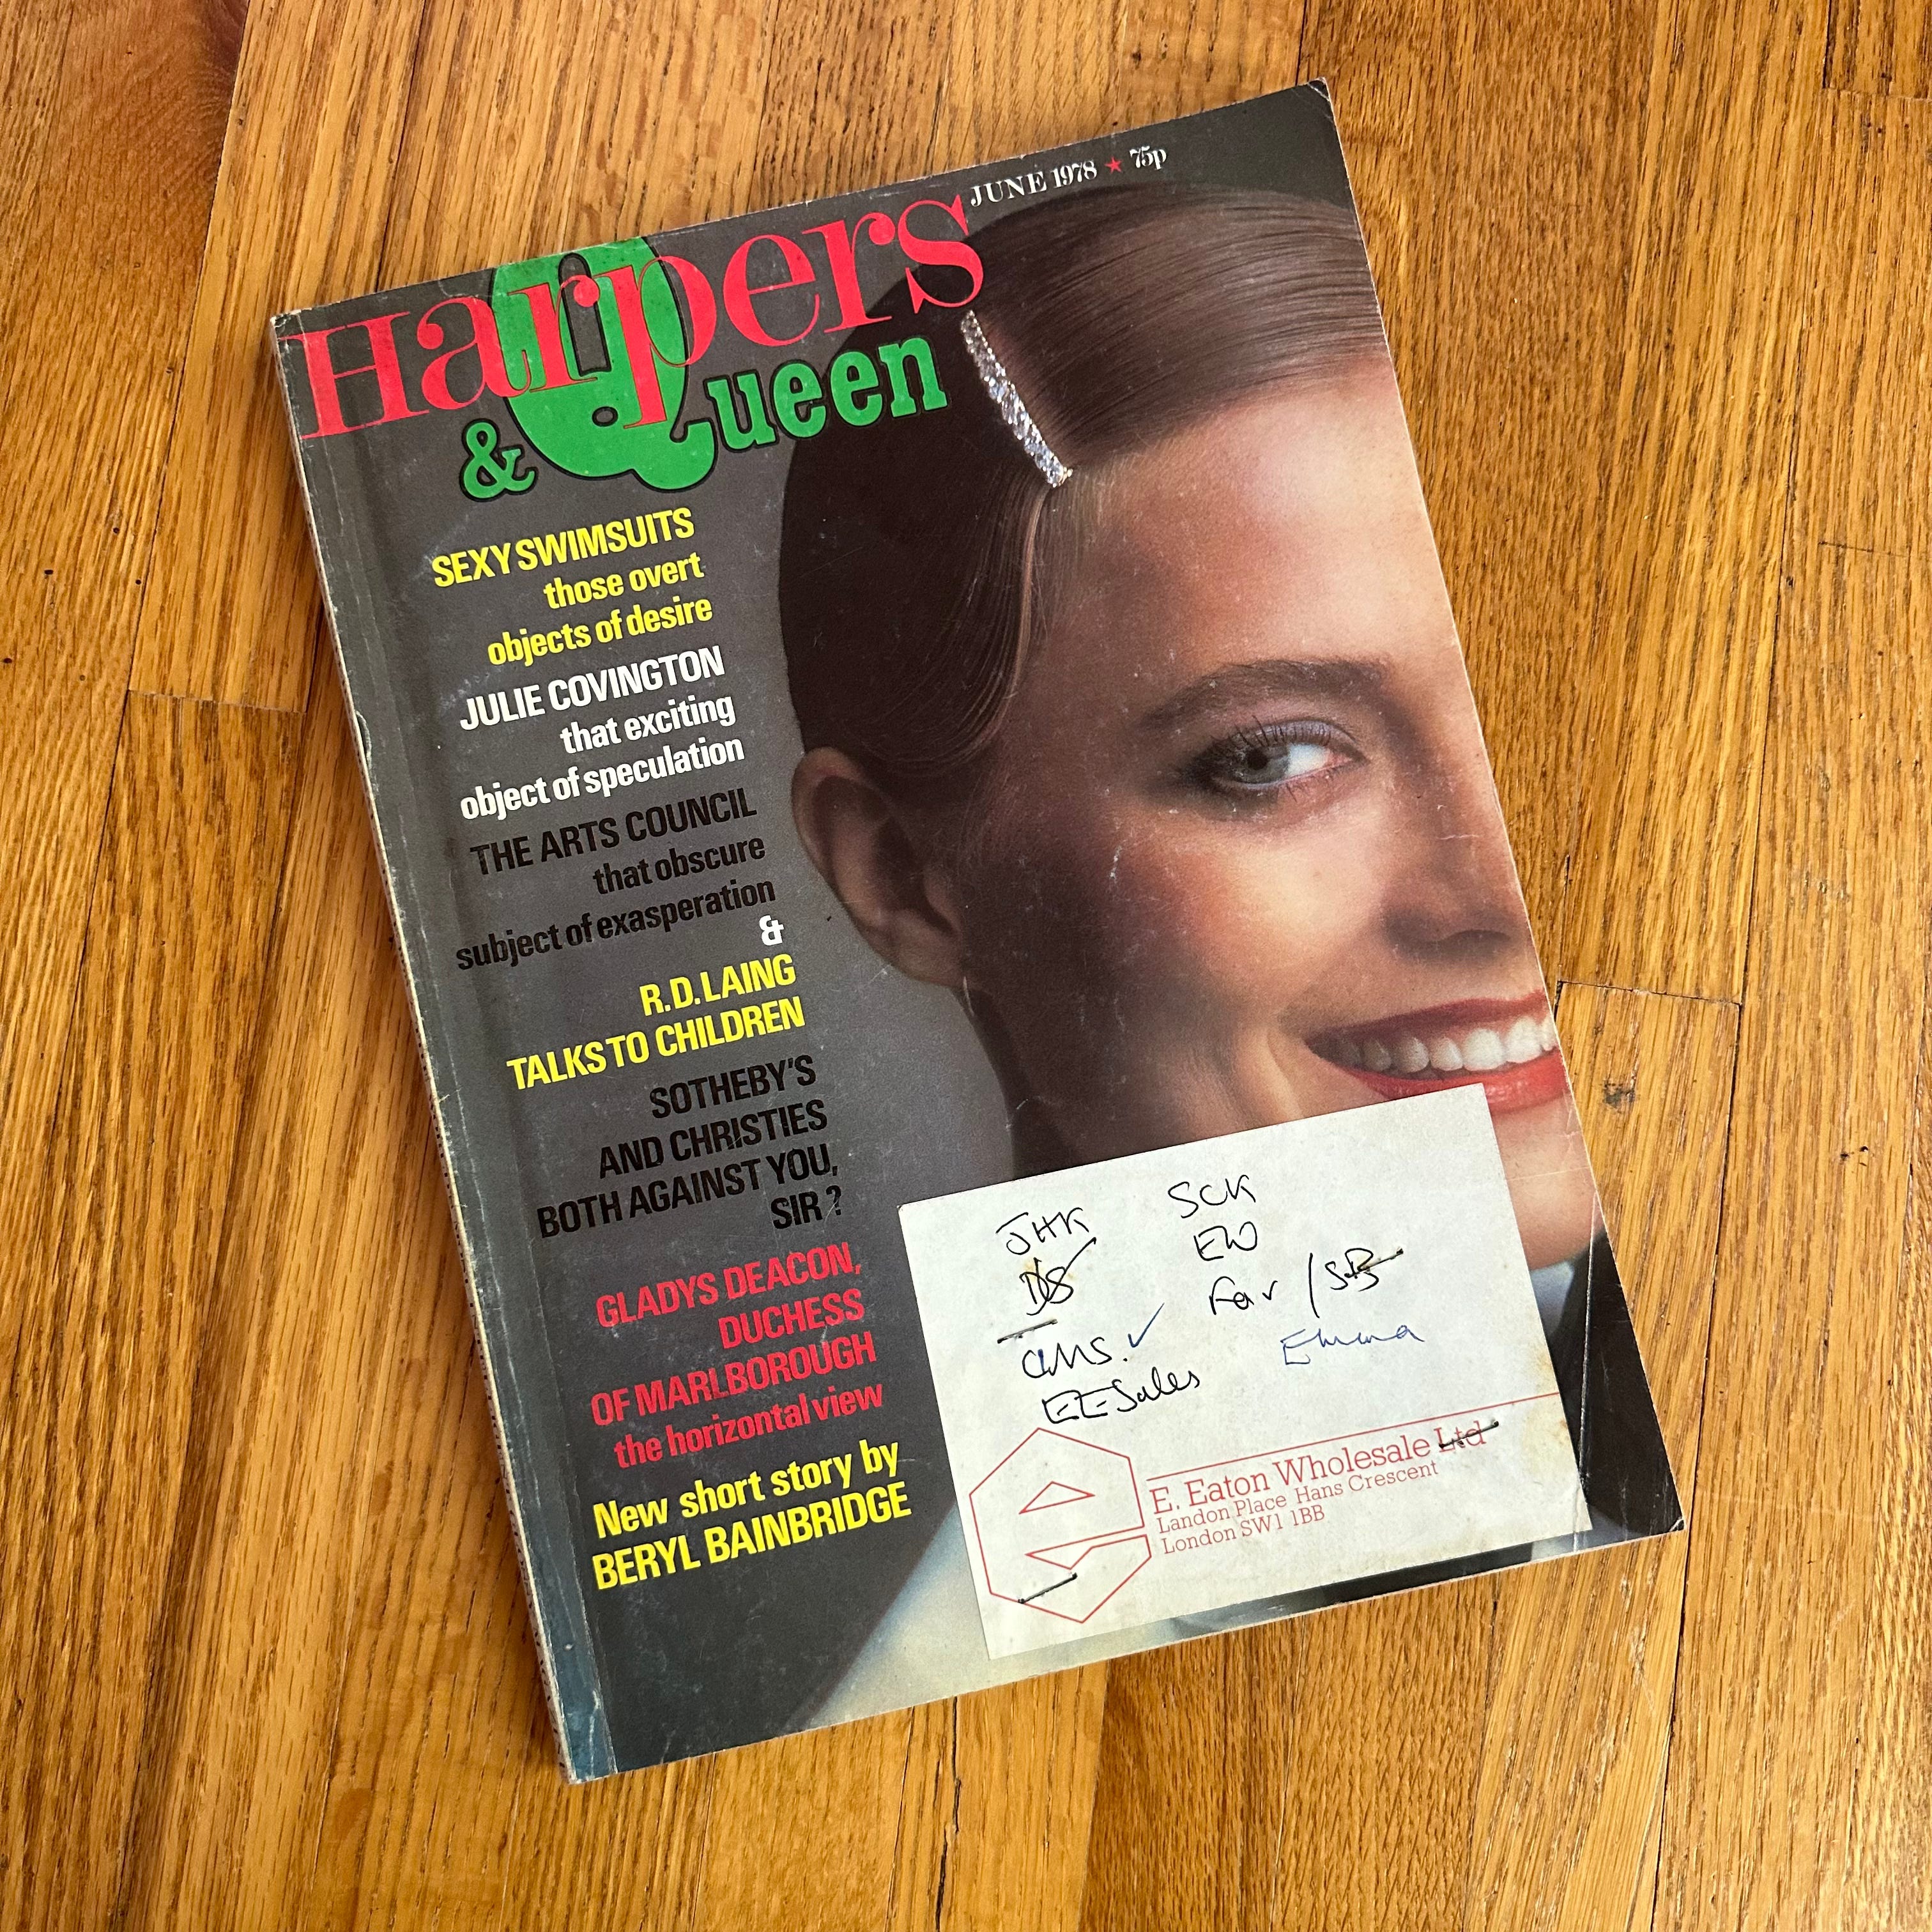 JUNE 1978 ★ 75p
Harpers
& Queen
SEXY SWIMSUITS
those overt
objects of desire
JULIE COVINGTON
that exciting
object of speculation
THE ARTS COUNCIL
that obscure
subject of exasperation
&
R.D. LAING
TALKS TO CHILDREN
SOTHEBY'S
AND CHRISTIES
BOTH AGAINST YOU,
SIR?
GLADYS DEACON,
DUCHESS
OF MARLBOROUGH
the horizontal view
New short story by
BERYL BAINBRIDGE
JHK
DS
AMS. ✓
EE Sales
SCK
EW
/ SB
Emma
E. Eaton Wholesale Ltd
Landon Place Hans Crescent
London SW1 1BB